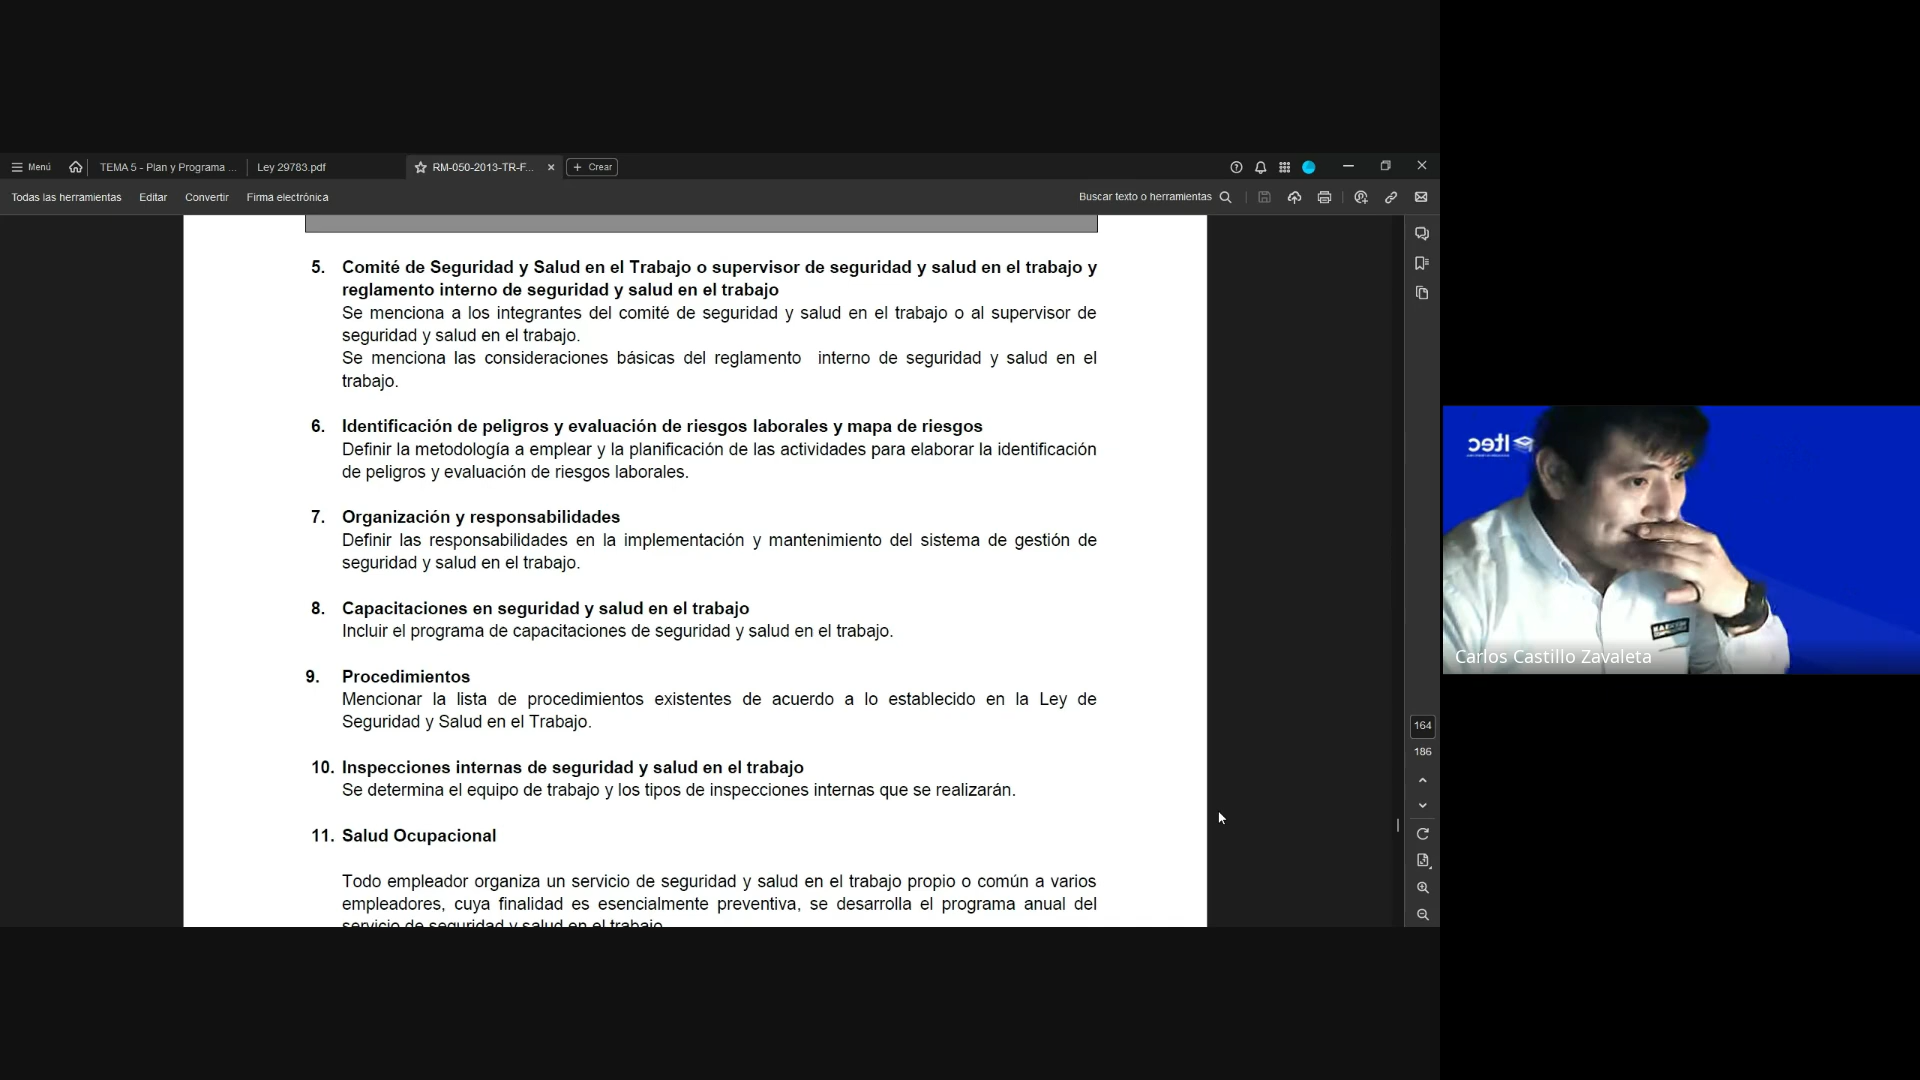 Menú
TEMA 5 - Plan y Programa ...
Ley 29783.pdf
RM-050-2013-TR-F...
Crear
Todas las herramientas
Editar
Convertir
Firma electrónica
Buscar texto o herramientas
5. Comité de Seguridad y Salud en el Trabajo o supervisor de seguridad y salud en el trabajo y
reglamento interno de seguridad y salud en el trabajo
Se menciona a los integrantes del comité de seguridad y salud en el trabajo o al supervisor de
seguridad y salud en el trabajo.
Se menciona las consideraciones básicas del reglamento interno de seguridad y salud en el
trabajo.
6. Identificación de peligros y evaluación de riesgos laborales y mapa de riesgos
Definir la metodología a emplear y la planificación de las actividades para elaborar la identificación
de peligros y evaluación de riesgos laborales.
7. Organización y responsabilidades
Definir las responsabilidades en la implementación y mantenimiento del sistema de gestión de
seguridad y salud en el trabajo.
8. Capacitaciones en seguridad y salud en el trabajo
Incluir el programa de capacitaciones de seguridad y salud en el trabajo.
9. Procedimientos
Mencionar la lista de procedimientos existentes de acuerdo a lo establecido en la Ley de
Seguridad y Salud en el Trabajo.
10. Inspecciones internas de seguridad y salud en el trabajo
Se determina el equipo de trabajo y los tipos de inspecciones internas que se realizarán.
11. Salud Ocupacional
Todo empleador organiza un servicio de seguridad y salud en el trabajo propio o común a varios
empleadores, cuya finalidad es esencialmente preventiva, se desarrolla el programa anual del
servicio de seguridad y salud en el trabajo.
164
186
Itec
Carlos Castillo Zavaleta